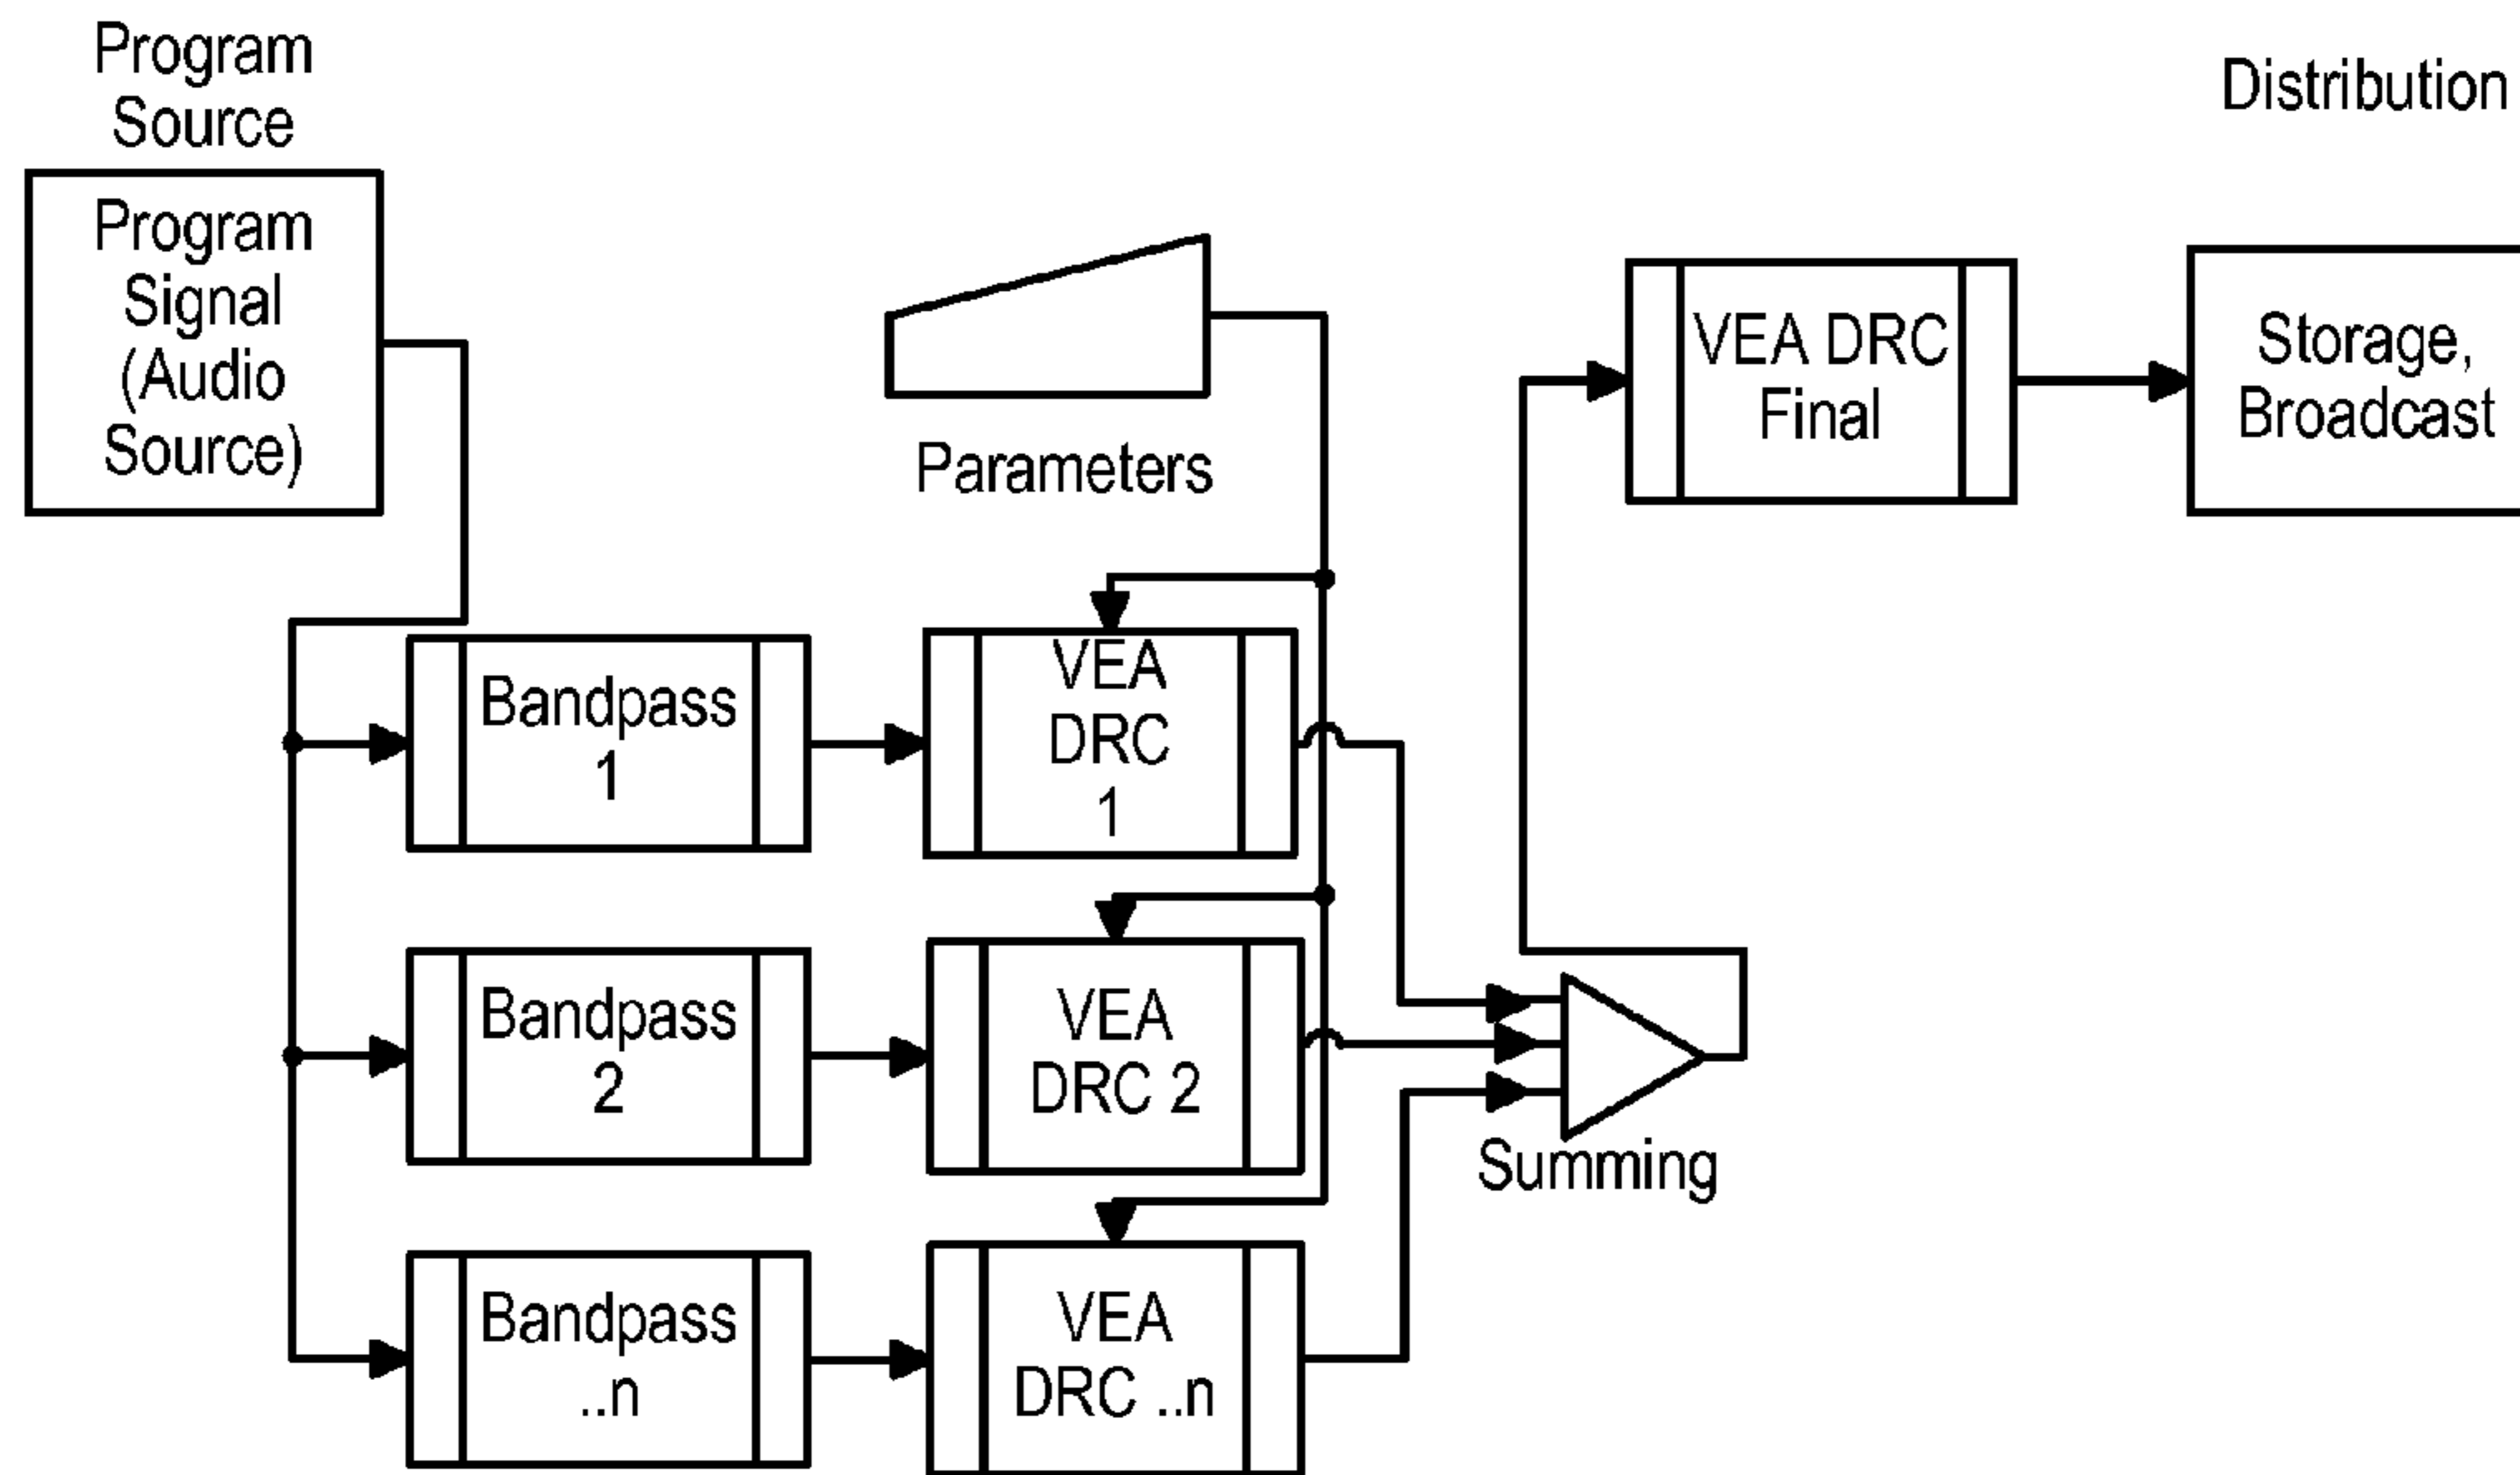 Program
Source
Program
Signal
(Audio
Source)
Parameters
Distribution
VEA DRC
Final
Storage,
Broadcast
Bandpass
1
VEA
DRC
1
Bandpass
2
VEA
DRC 2
Summing
Bandpass
..n
VEA
DRC ..n